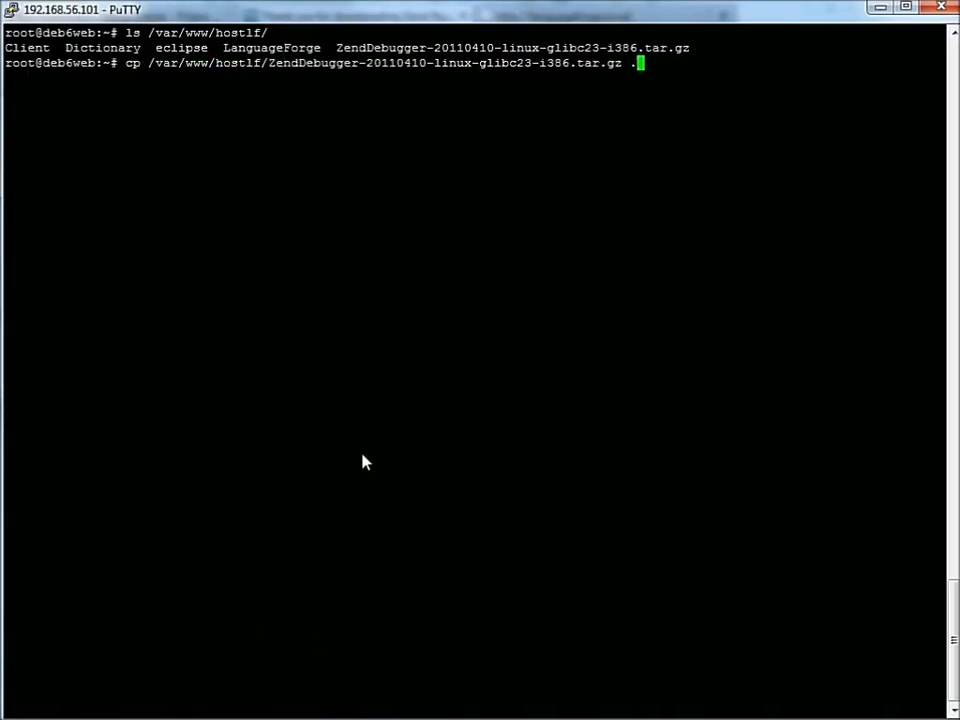 192.168.56.101 - PuTTY
root@deb6web:~# ls /var/www/hostlf/
Client  Dictionary  eclipse  LanguageForge  ZendDebugger-20110410-linux-glibc23-i386.tar.gz
root@deb6web:~# cp /var/www/hostlf/ZendDebugger-20110410-linux-glibc23-i386.tar.gz .